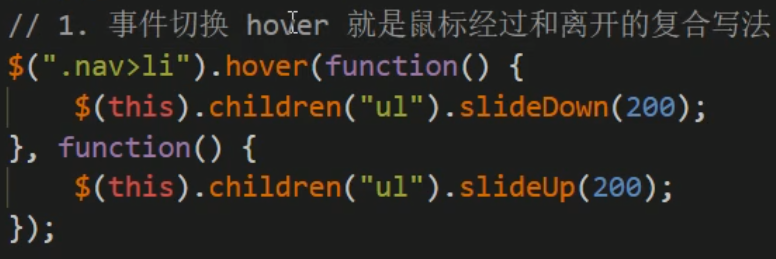 // 1. 事件切换 hover 就是鼠标经过和离开的复合写法
$(".nav>li").hover(function() {
    $(this).children("ul").slideDown(200);
}, function() {
    $(this).children("ul").slideUp(200);
});